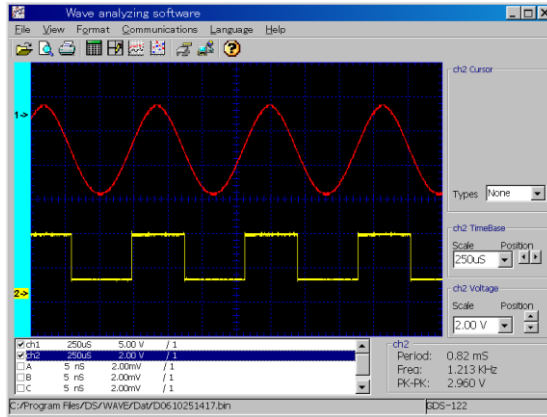 Wave analyzing software
File View Format Communications Language Help
ch2 Cursor
1->
Types None
ch2 TimeBase
Scale Position
250uS
2->
ch2 Voltage
Scale Position
2.00 V
ch1 250uS 5.00 V / 1
ch2 250uS 2.00 V / 1
A 5 nS 2.00mV / 1
B 5 nS 2.00mV / 1
C 5 nS 2.00mV / 1
ch2
Period: 0.82 mS
Freq: 1.213 KHz
PK-PK: 2.960 V
C:/Program Files/DS/WAVE/Dat/D0610251417.bin GDS-122